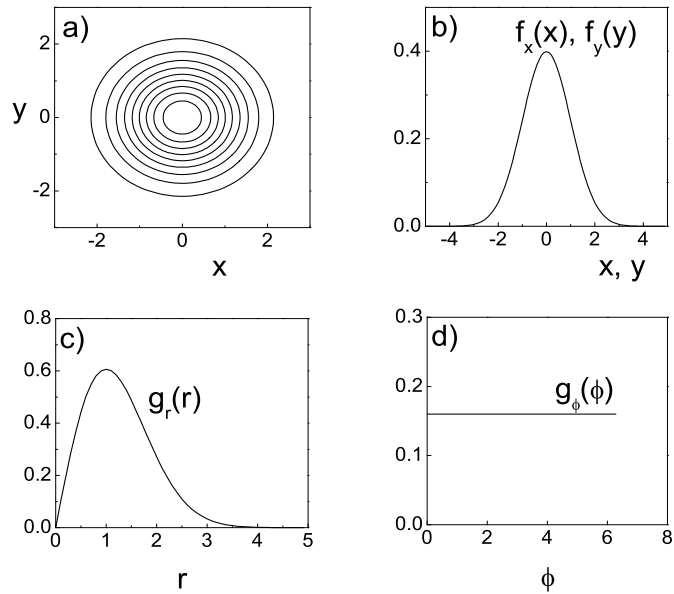 a)
2
0
-2
y
-2 0 2
x
b)
f_x(x), f_y(y)
0.4
0.2
0.0
-4 -2 0 2 4
x, y
c)
0.8
0.6
0.4
0.2
0.0
g_r(r)
0 1 2 3 4 5
r
d)
0.3
0.2
0.1
0.0
g_ϕ(ϕ)
0 2 4 6 8
ϕ